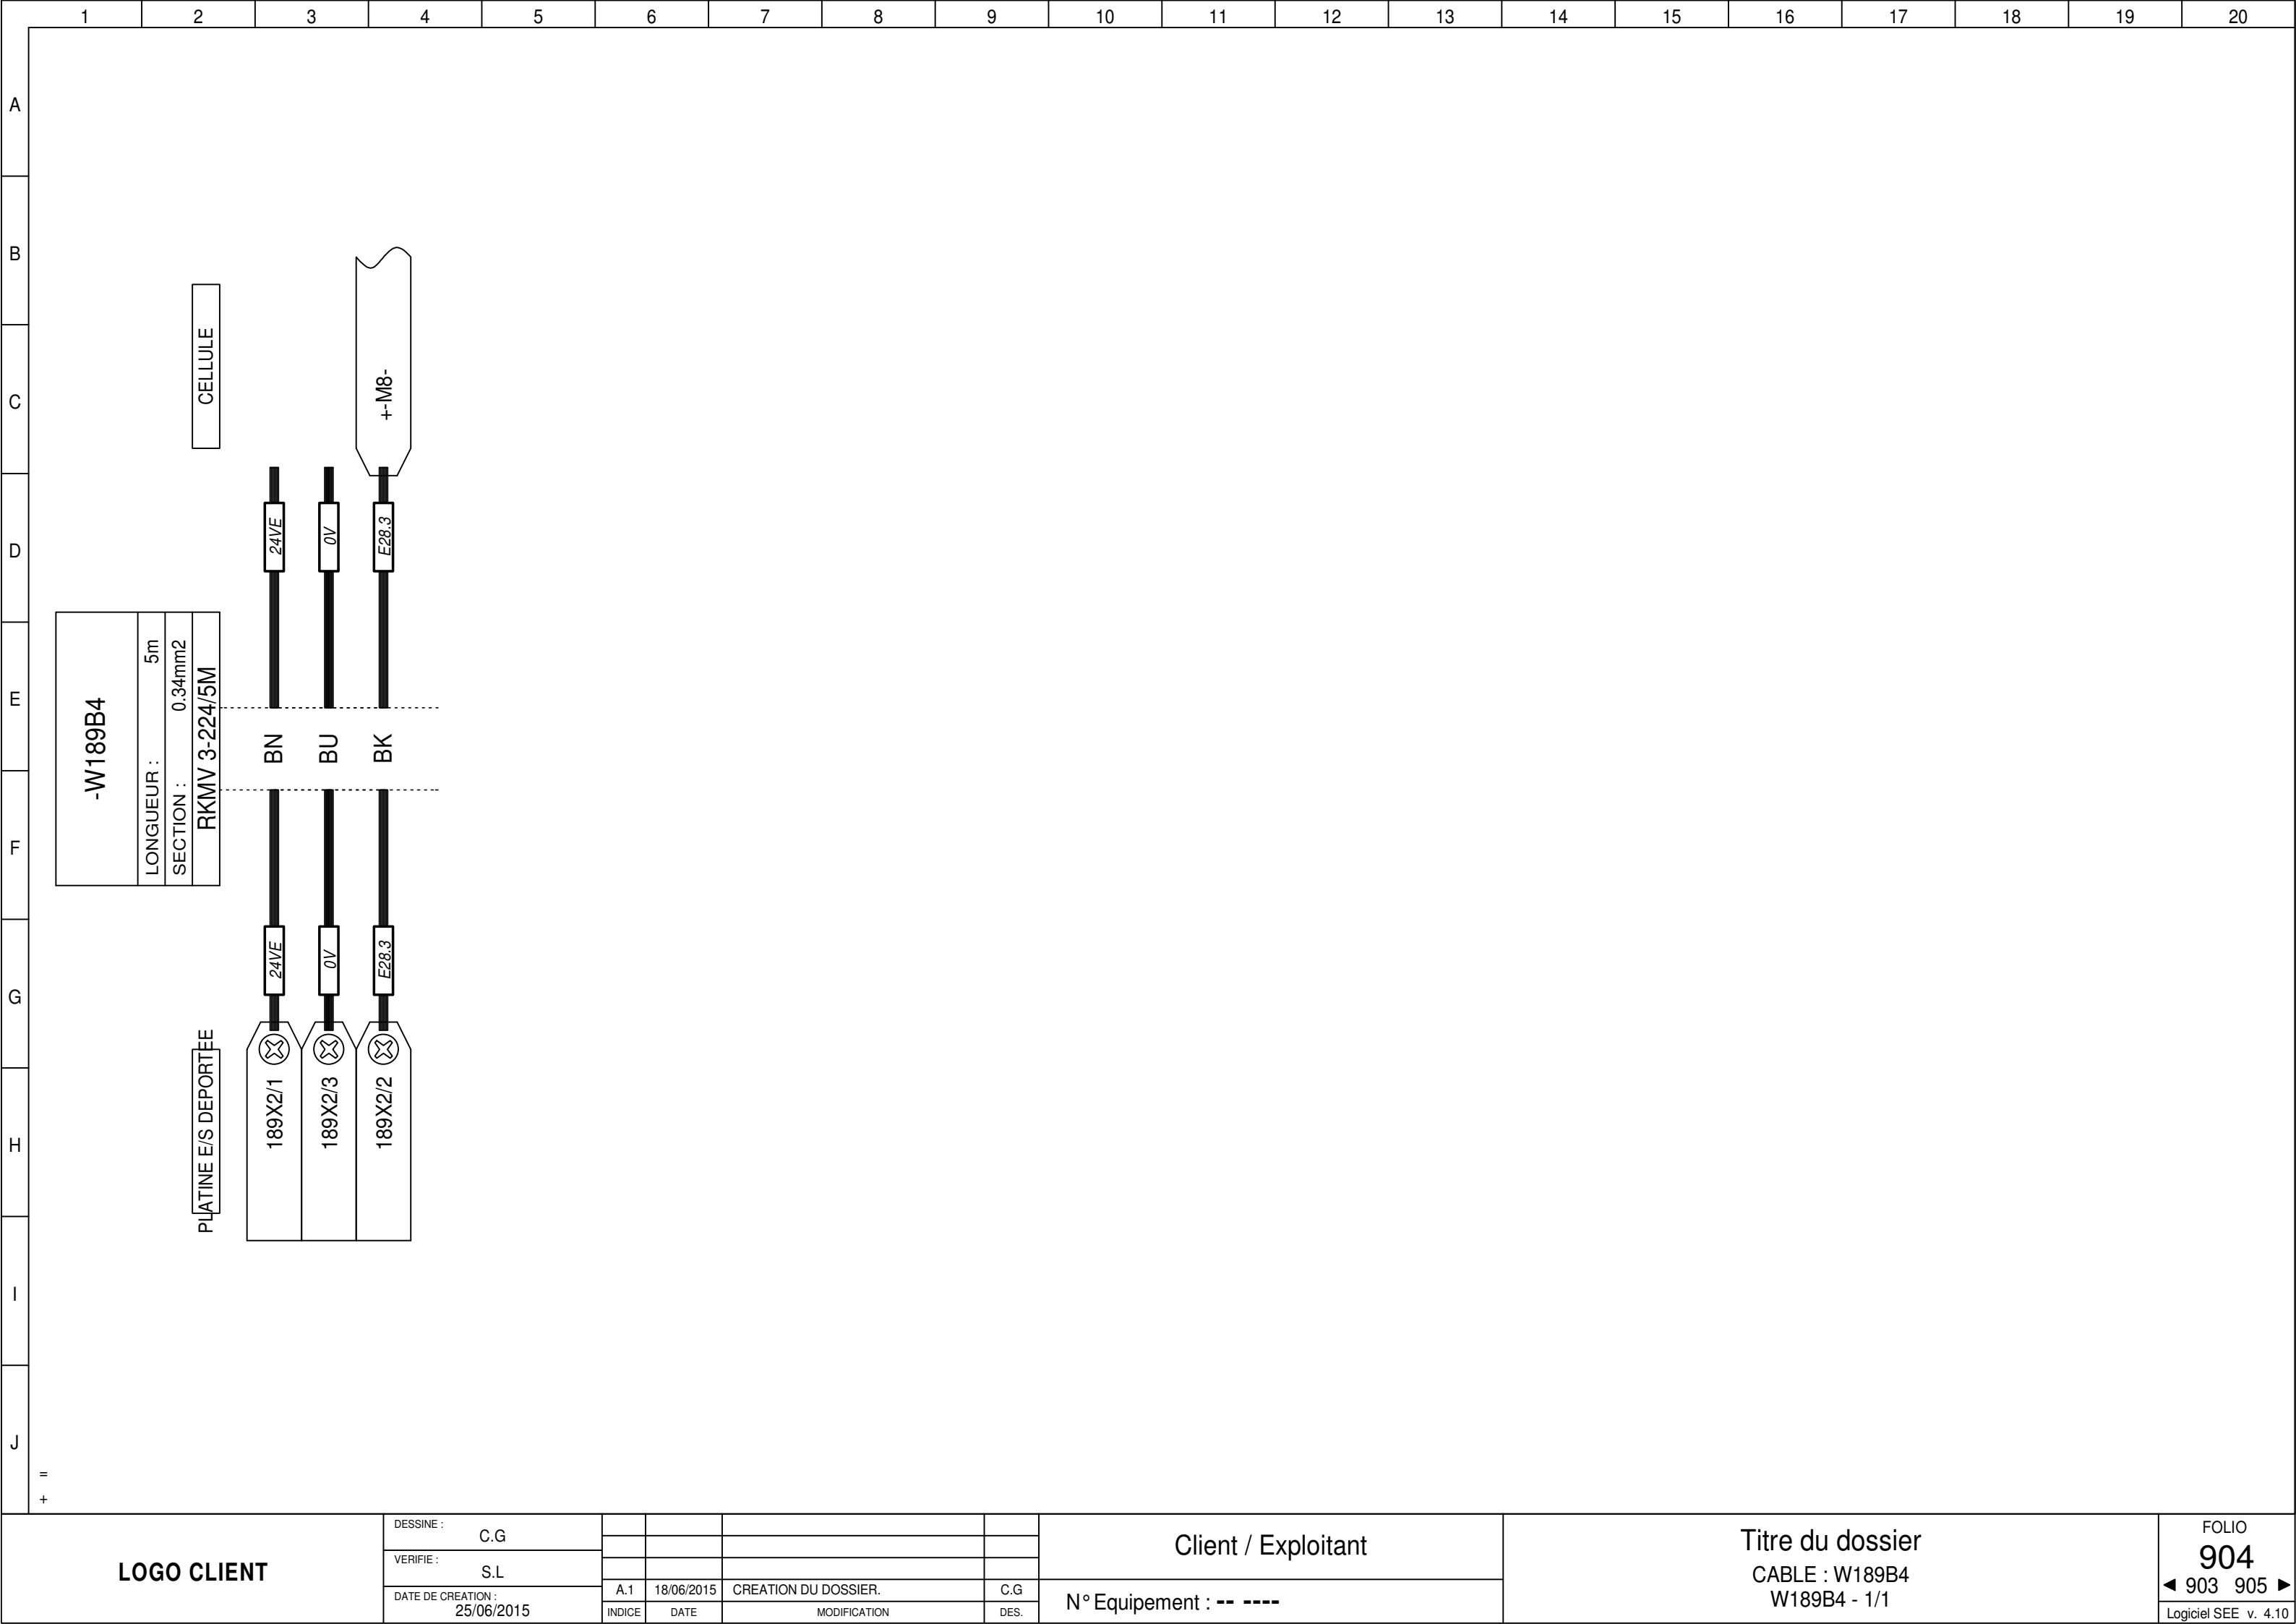 1 2 3 4 5 6 7 8 9 10 11 12 13 14 15 16 17 18 19 20
A
B
C
D
E
F
G
H
I
J
CELLULE
+-M8-
24VE
0V
E28.3
-W189B4
LONGUEUR : 5m
SECTION : 0.34mm2
RKMV 3-224/5M
BN
BU
BK
24VE
0V
E28.3
PLATINE E/S DEPORTEE
189X2/1
189X2/3
189X2/2
=
+
LOGO CLIENT
DESSINE :
C.G
VERIFIE :
S.L
DATE DE CREATION :
25/06/2015
A.1 18/06/2015 CREATION DU DOSSIER. C.G
INDICE DATE MODIFICATION DES.
Client / Exploitant
N° Equipement : -- ----
Titre du dossier
CABLE : W189B4
W189B4 - 1/1
FOLIO
904
903 905
Logiciel SEE v. 4.10